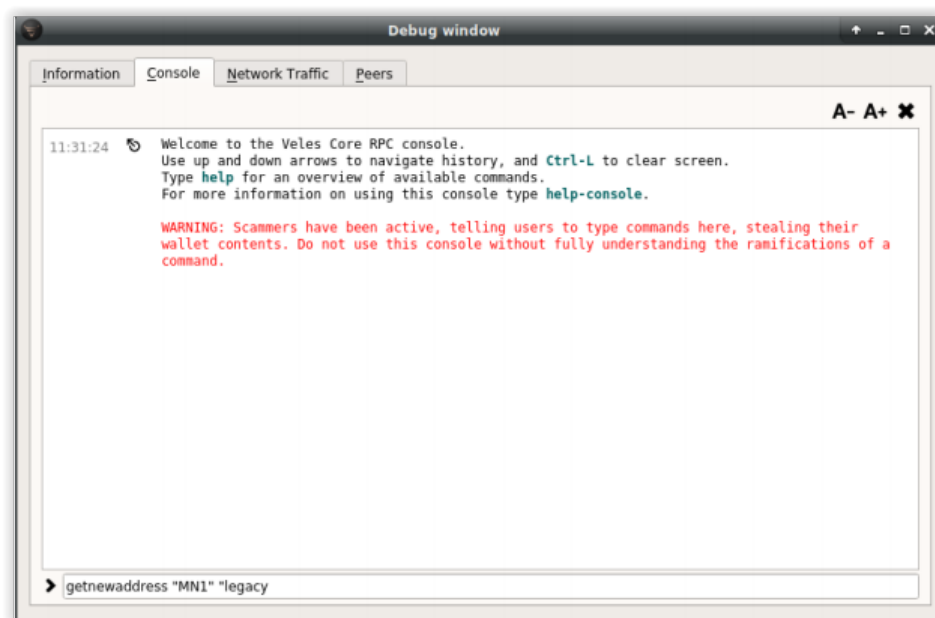 Debug window
Information Console Network Traffic Peers
A- A+
11:31:24 Welcome to the Veles Core RPC console.
Use up and down arrows to navigate history, and Ctrl-L to clear screen.
Type help for an overview of available commands.
For more information on using this console type help-console.
WARNING: Scammers have been active, telling users to type commands here, stealing their
wallet contents. Do not use this console without fully understanding the ramifications of a
command.
getnewaddress "MN1" "legacy